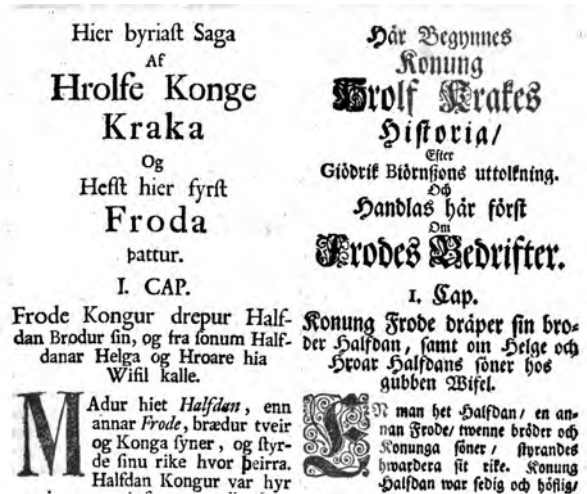 Hier byriaſt Saga
Af
Hrolfe Konge
Kraka
Og
Hefſt hier fyrſt
Froda
þattur.
I. CAP.
Frode Kongur drepur Half-
dan Brodur ſin, og fra ſonum Half-
danar Helga og Hroare hia
Wifil kalle.
MAdur hiet Halfdan, enn
annar Frode, brædur tveir
og Konga ſyner, og ſtyr-
de ſinu rike hvor þeirra.
Halfdan Kongur var hyr
Här Begynnes
Konung
Hrolf Krakes
Hiſtoria/
Efter
Giödrik Biörnßons uttolkning.
Och
Handlas här förſt
Om
Frodes Bedrifter.
1. Cap.
Konung Frode dräper ſin bro-
der Halfdan, ſamt om Helge och
Hroar Halfdans ſöner hos
gubben Wifel.
EN man het Halfdan/ en an-
nan Frode/ twenne bröder och
Konunga ſöner/ ſtyrandes
hwardera ſit rike. Konung
Halfdan war ſedig och höflig/